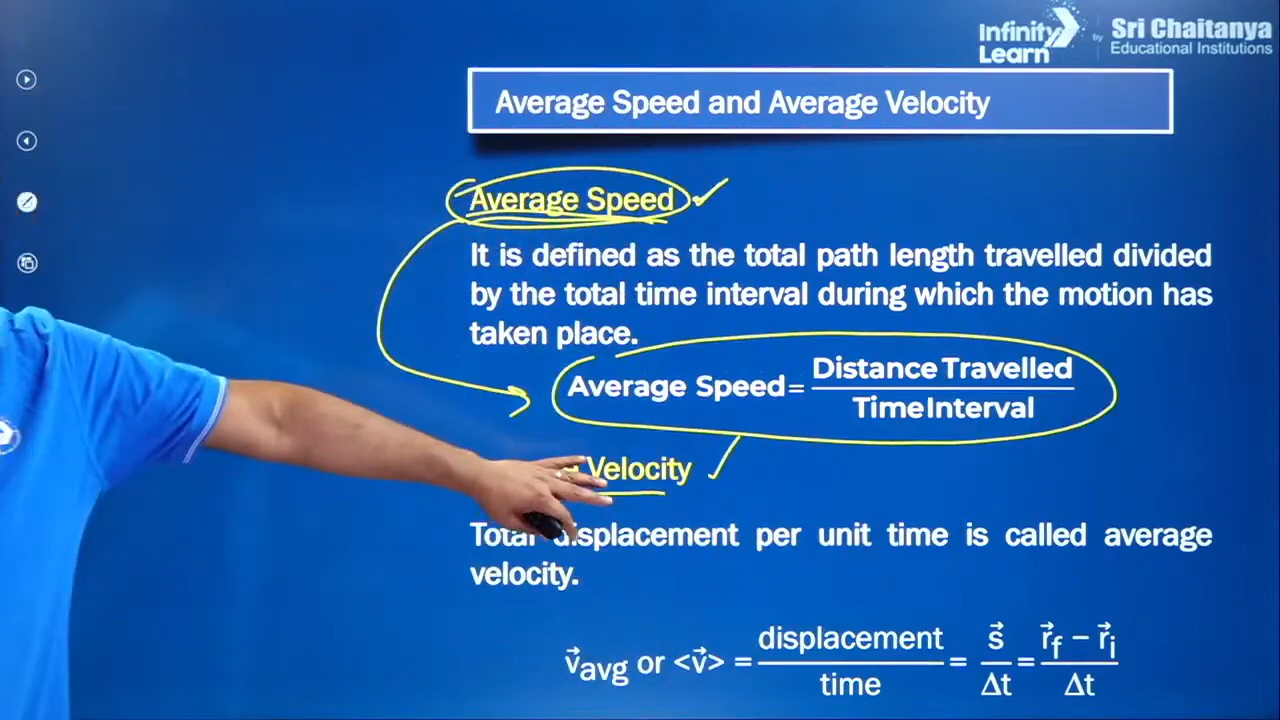 Infinity Learn by Sri Chaitanya Educational Institutions
Average Speed and Average Velocity
Average Speed
It is defined as the total path length travelled divided
by the total time interval during which the motion has
taken place.
Average Speed = Distance Travelled / Time Interval
Velocity
Total displacement per unit time is called average
velocity.
v⃗avg or <v⃗> = displacement / time = s⃗ / Δt = r⃗f − r⃗i / Δt